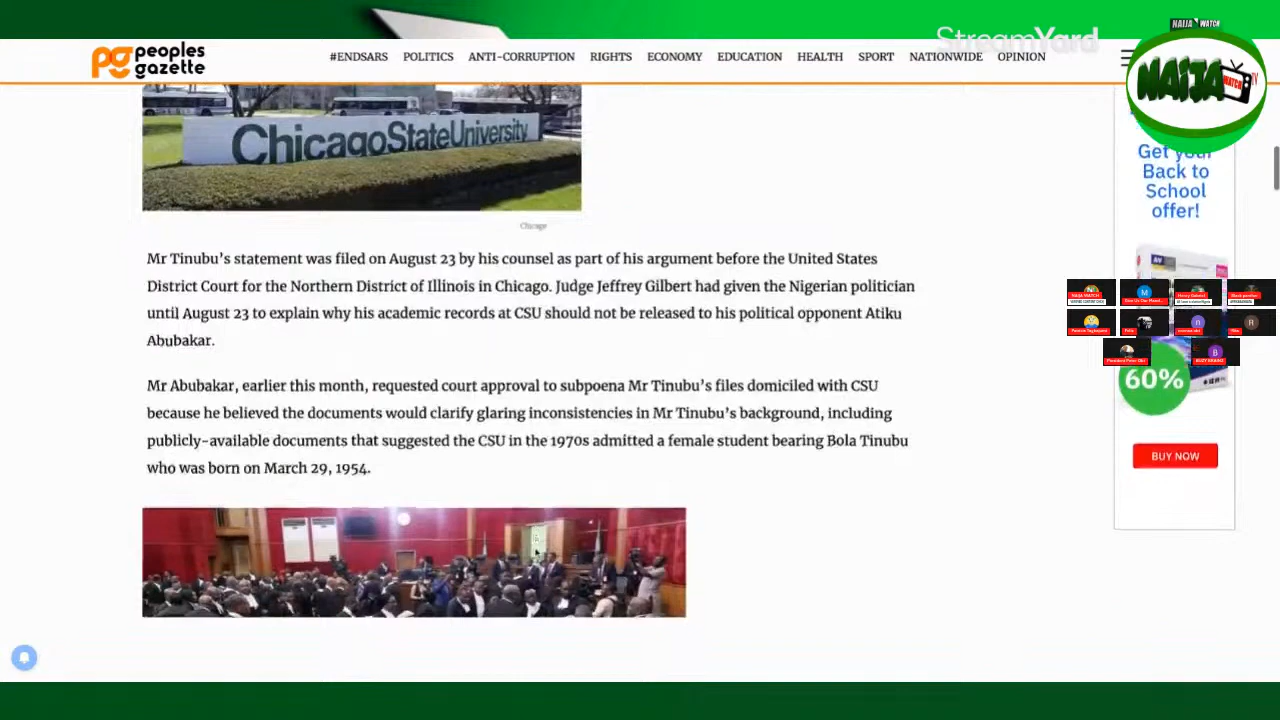 NAIJA WATCH
StreamYard
peoples
gazette
#ENDSARS POLITICS ANTI-CORRUPTION RIGHTS ECONOMY EDUCATION HEALTH SPORT NATIONWIDE OPINION
NAIJA WATCH TV
ChicagoStateUniversity
Get your
Back to
School
offer!
Chicago
Mr Tinubu’s statement was filed on August 23 by his counsel as part of his argument before the United States
District Court for the Northern District of Illinois in Chicago. Judge Jeffrey Gilbert had given the Nigerian politician
until August 23 to explain why his academic records at CSU should not be released to his political opponent Atiku
Abubakar.
Mr Abubakar, earlier this month, requested court approval to subpoena Mr Tinubu’s files domiciled with CSU
because he believed the documents would clarify glaring inconsistencies in Mr Tinubu’s background, including
publicly-available documents that suggested the CSU in the 1970s admitted a female student bearing Bola Tinubu
who was born on March 29, 1954.
60%
BUY NOW